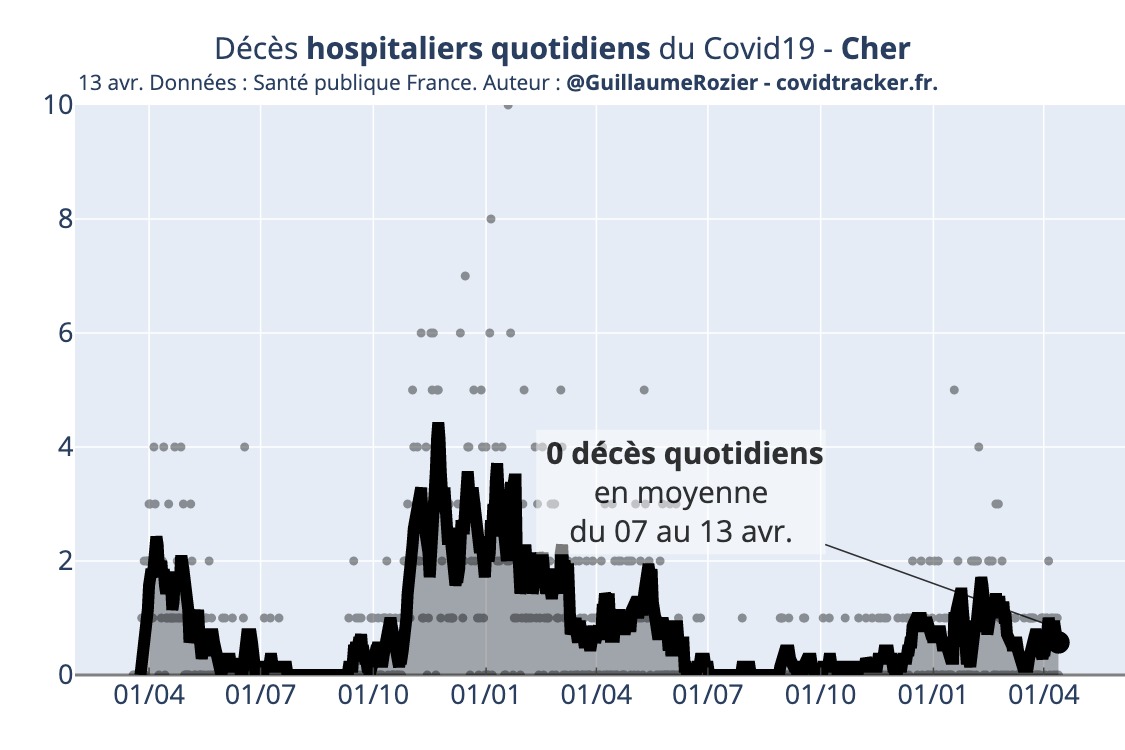 Décès hospitaliers quotidiens du Covid19 - Cher
13 avr. Données : Santé publique France. Auteur : @GuillaumeRozier - covidtracker.fr.
10
8
6
4
2
0
0 décès quotidiens
en moyenne
du 07 au 13 avr.
01/04 01/07 01/10 01/01 01/04 01/07 01/10 01/01 01/04